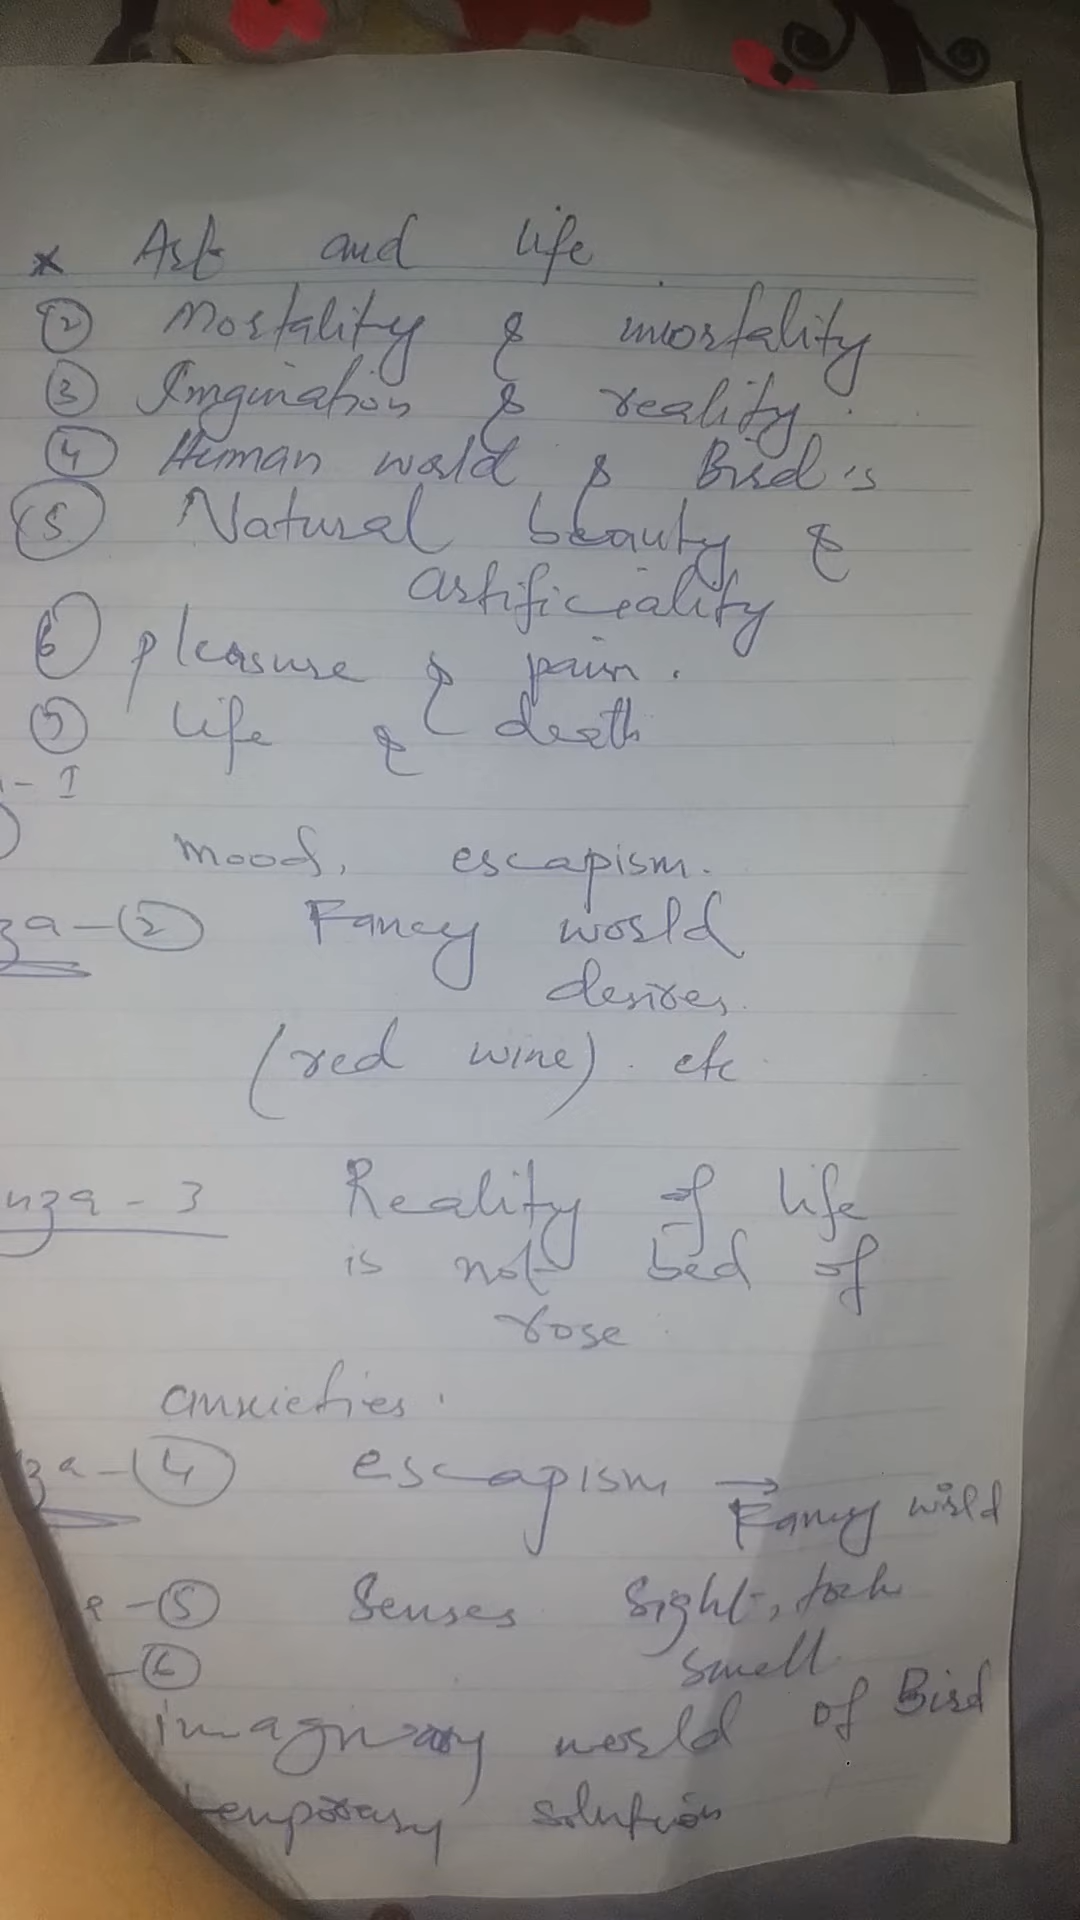 * Art and life
② Mortality & imortality
③ Imgination & reality.
④ Human world & Bird's
⑤ Natural beauty &
artificeality
⑥ pleasure & pain.
⑦ life & death
- I
mood, escapism.
za - ② Fancy world
desires.
(red wine). etc
nza - 3 Reality of life
is not bed of
rose
anxieties.
za - ④ escapism → Fancy world
a - ⑤ Senses Sight,
- ⑥ smell.
imaginary world of Bird
temporary solution